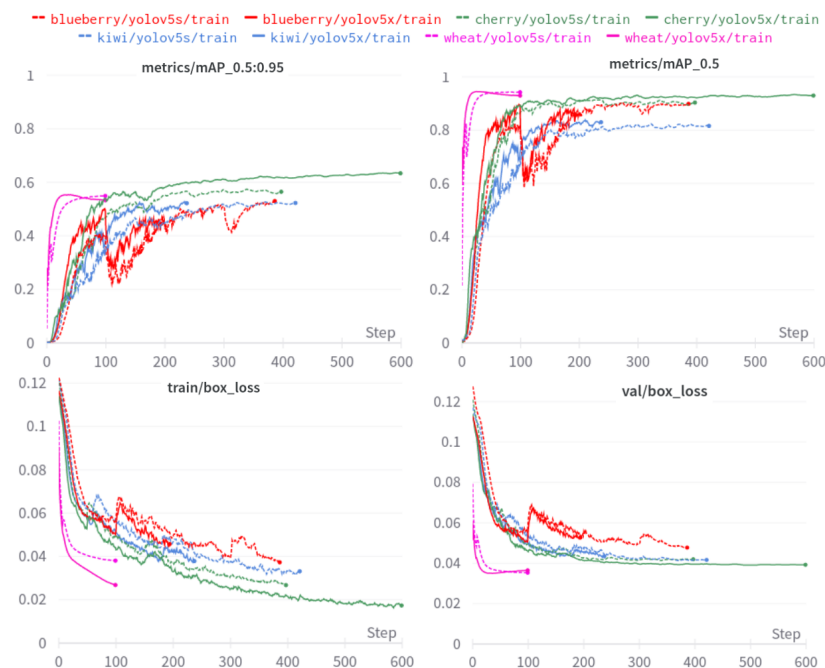 blueberry/yolov5s/train blueberry/yolov5x/train cherry/yolov5s/train cherry/yolov5x/train
kiwi/yolov5s/train kiwi/yolov5x/train wheat/yolov5s/train wheat/yolov5x/train
metrics/mAP_0.5:0.95
1
0.8
0.6
0.4
0.2
0
Step
0 100 200 300 400 500 600
metrics/mAP_0.5
1
0.8
0.6
0.4
0.2
0
Step
0 100 200 300 400 500 600
train/box_loss
0.12
0.1
0.08
0.06
0.04
0.02
0
Step
0 100 200 300 400 500 600
val/box_loss
0.12
0.1
0.08
0.06
0.04
0.02
0
Step
0 100 200 300 400 500 600